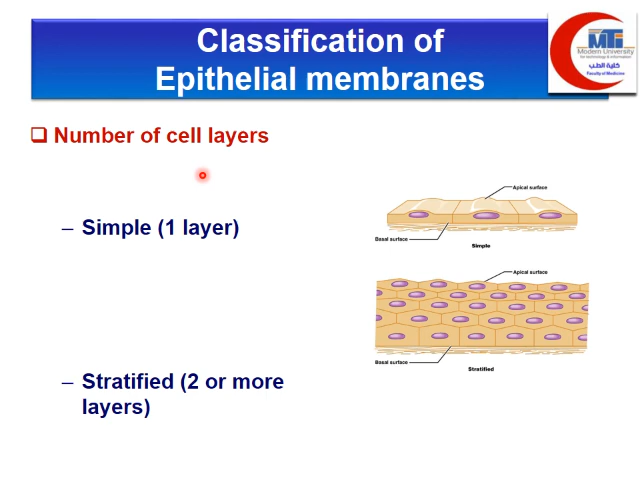 Classification of
Epithelial membranes
MTI
Modern University
for technology & information
كلية الطب
Faculty of Medicine
❑ Number of cell layers
– Simple (1 layer)
Apical surface
Basal surface
Simple
Apical surface
Basal surface
Stratified
– Stratified (2 or more
layers)